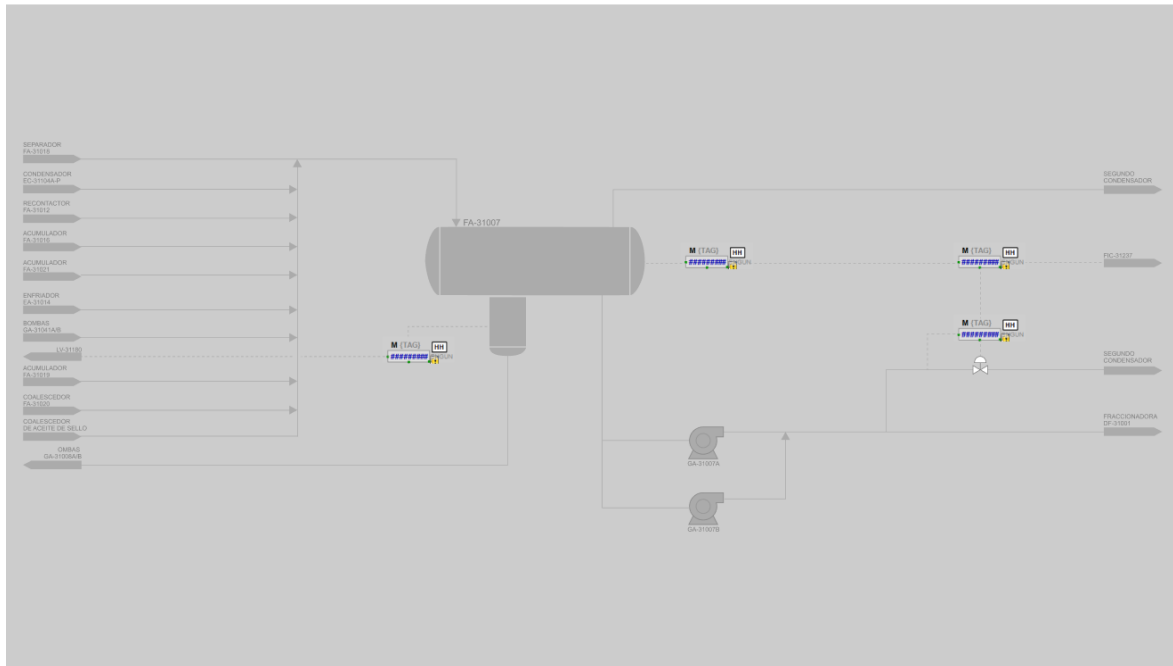 SEPARADOR
FA-31018
CONDENSADOR
EC-31104A-P
RECONTACTOR
FA-31012
ACUMULADOR
FA-31016
ACUMULADOR
FA-31021
ENFRIADOR
EA-31014
BOMBAS
GA-31041A/B
LV-31180
ACUMULADOR
FA-31019
COALESCEDOR
FA-31020
COALESCEDOR
DE ACEITE DE SELLO
OMBAS
GA-31008A/B
M (TAG) HH
#########
FA-31007
M (TAG) HH
#########
M (TAG) HH
#########
M (TAG) HH
#########
GA-31007A
GA-31007B
SEGUNDO
CONDENSADOR
PIC-31237
SEGUNDO
CONDENSADOR
FRACCIONADORA
DF-31001